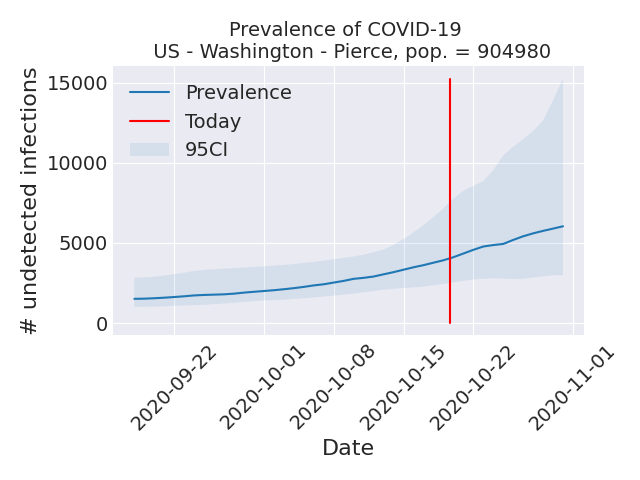 Prevalence of COVID-19
US - Washington - Pierce, pop. = 904980
# undetected infections
15000
10000
5000
0
Prevalence
Today
95CI
2020-09-22
2020-10-01
2020-10-08
2020-10-15
2020-10-22
2020-11-01
Date